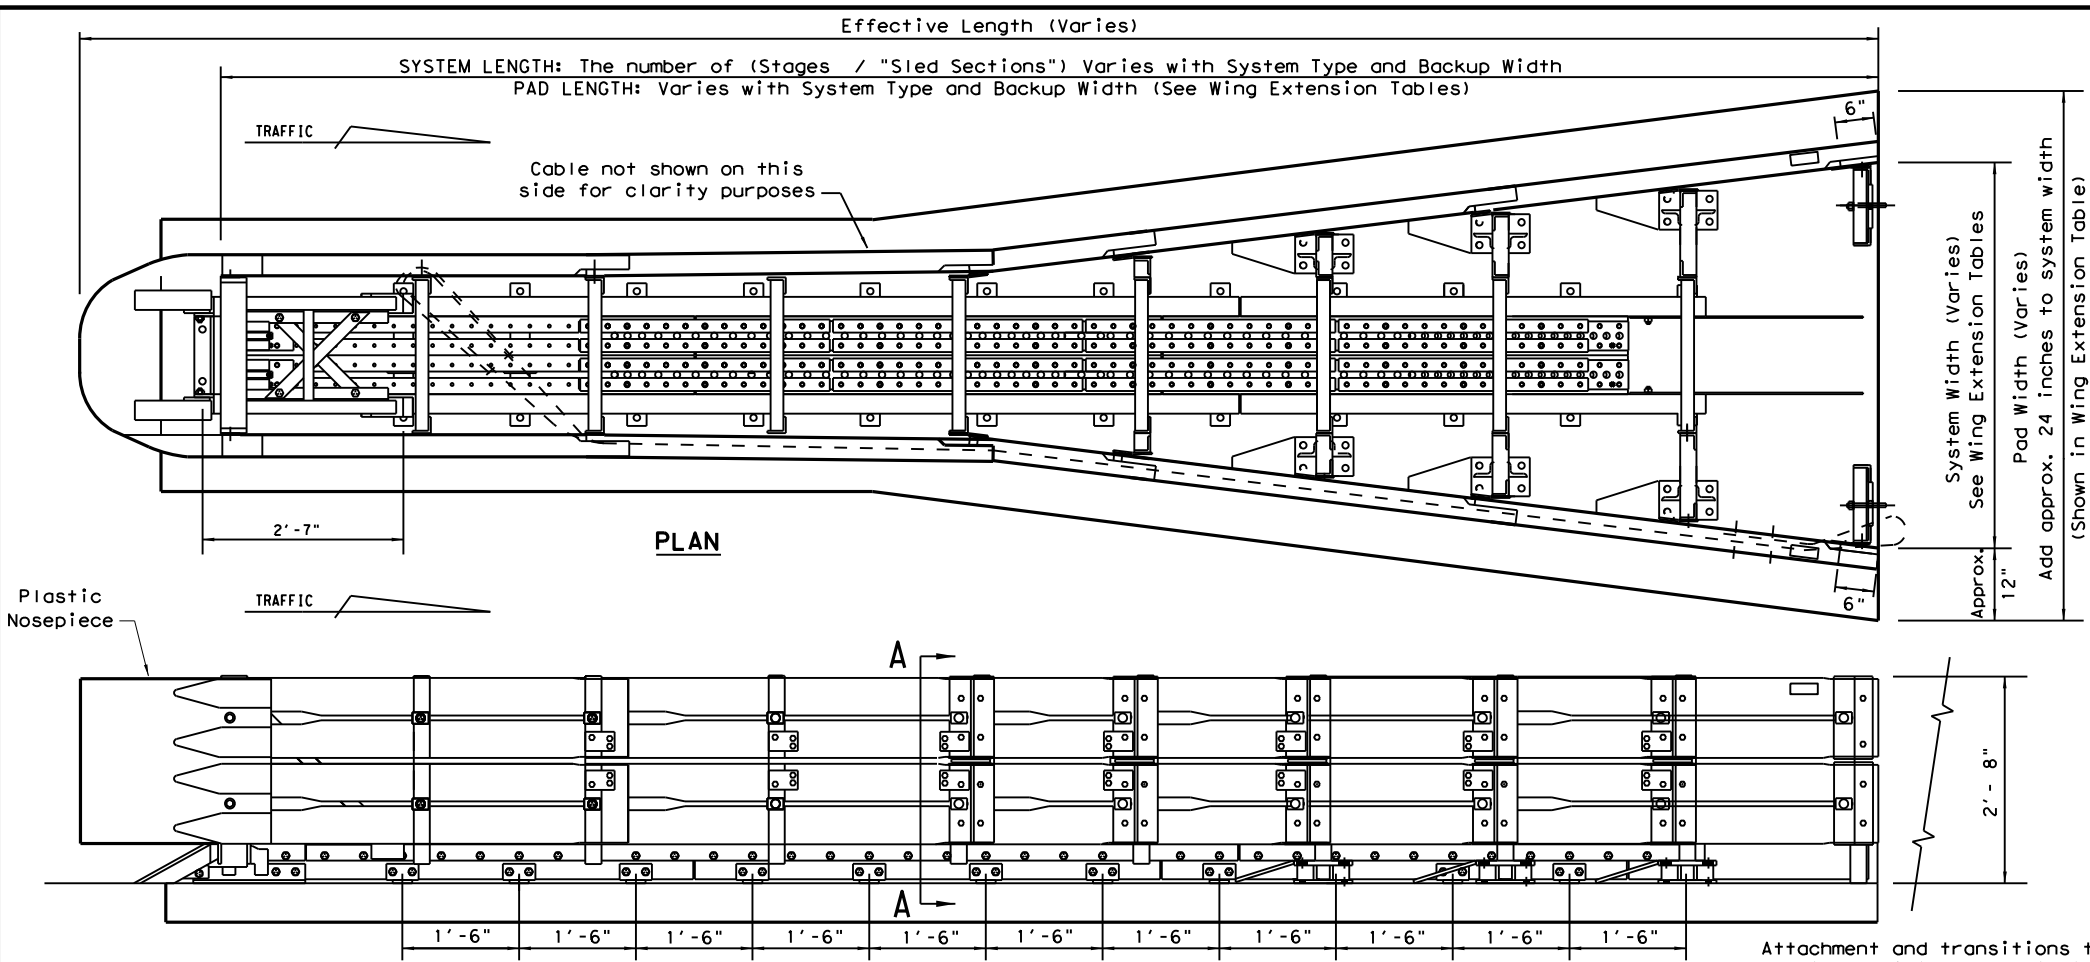 Effective Length (Varies)
SYSTEM LENGTH: The number of (Stages / "Sled Sections") Varies with System Type and Backup Width
PAD LENGTH: Varies with System Type and Backup Width (See Wing Extension Tables)
6"
TRAFFIC
Cable not shown on this
side for clarity purposes
System Width (Varies)
See Wing Extension Tables
Pad Width (Varies)
Add approx. 24 inches to system width
(Shown in Wing Extension Table)
2'-7"
PLAN
Approx.
12"
6"
TRAFFIC
Plastic
Nosepiece
A
2'- 8"
A
1'-6"
1'-6"
1'-6"
1'-6"
1'-6"
1'-6"
1'-6"
1'-6"
1'-6"
1'-6"
1'-6"
Attachment and transitions t